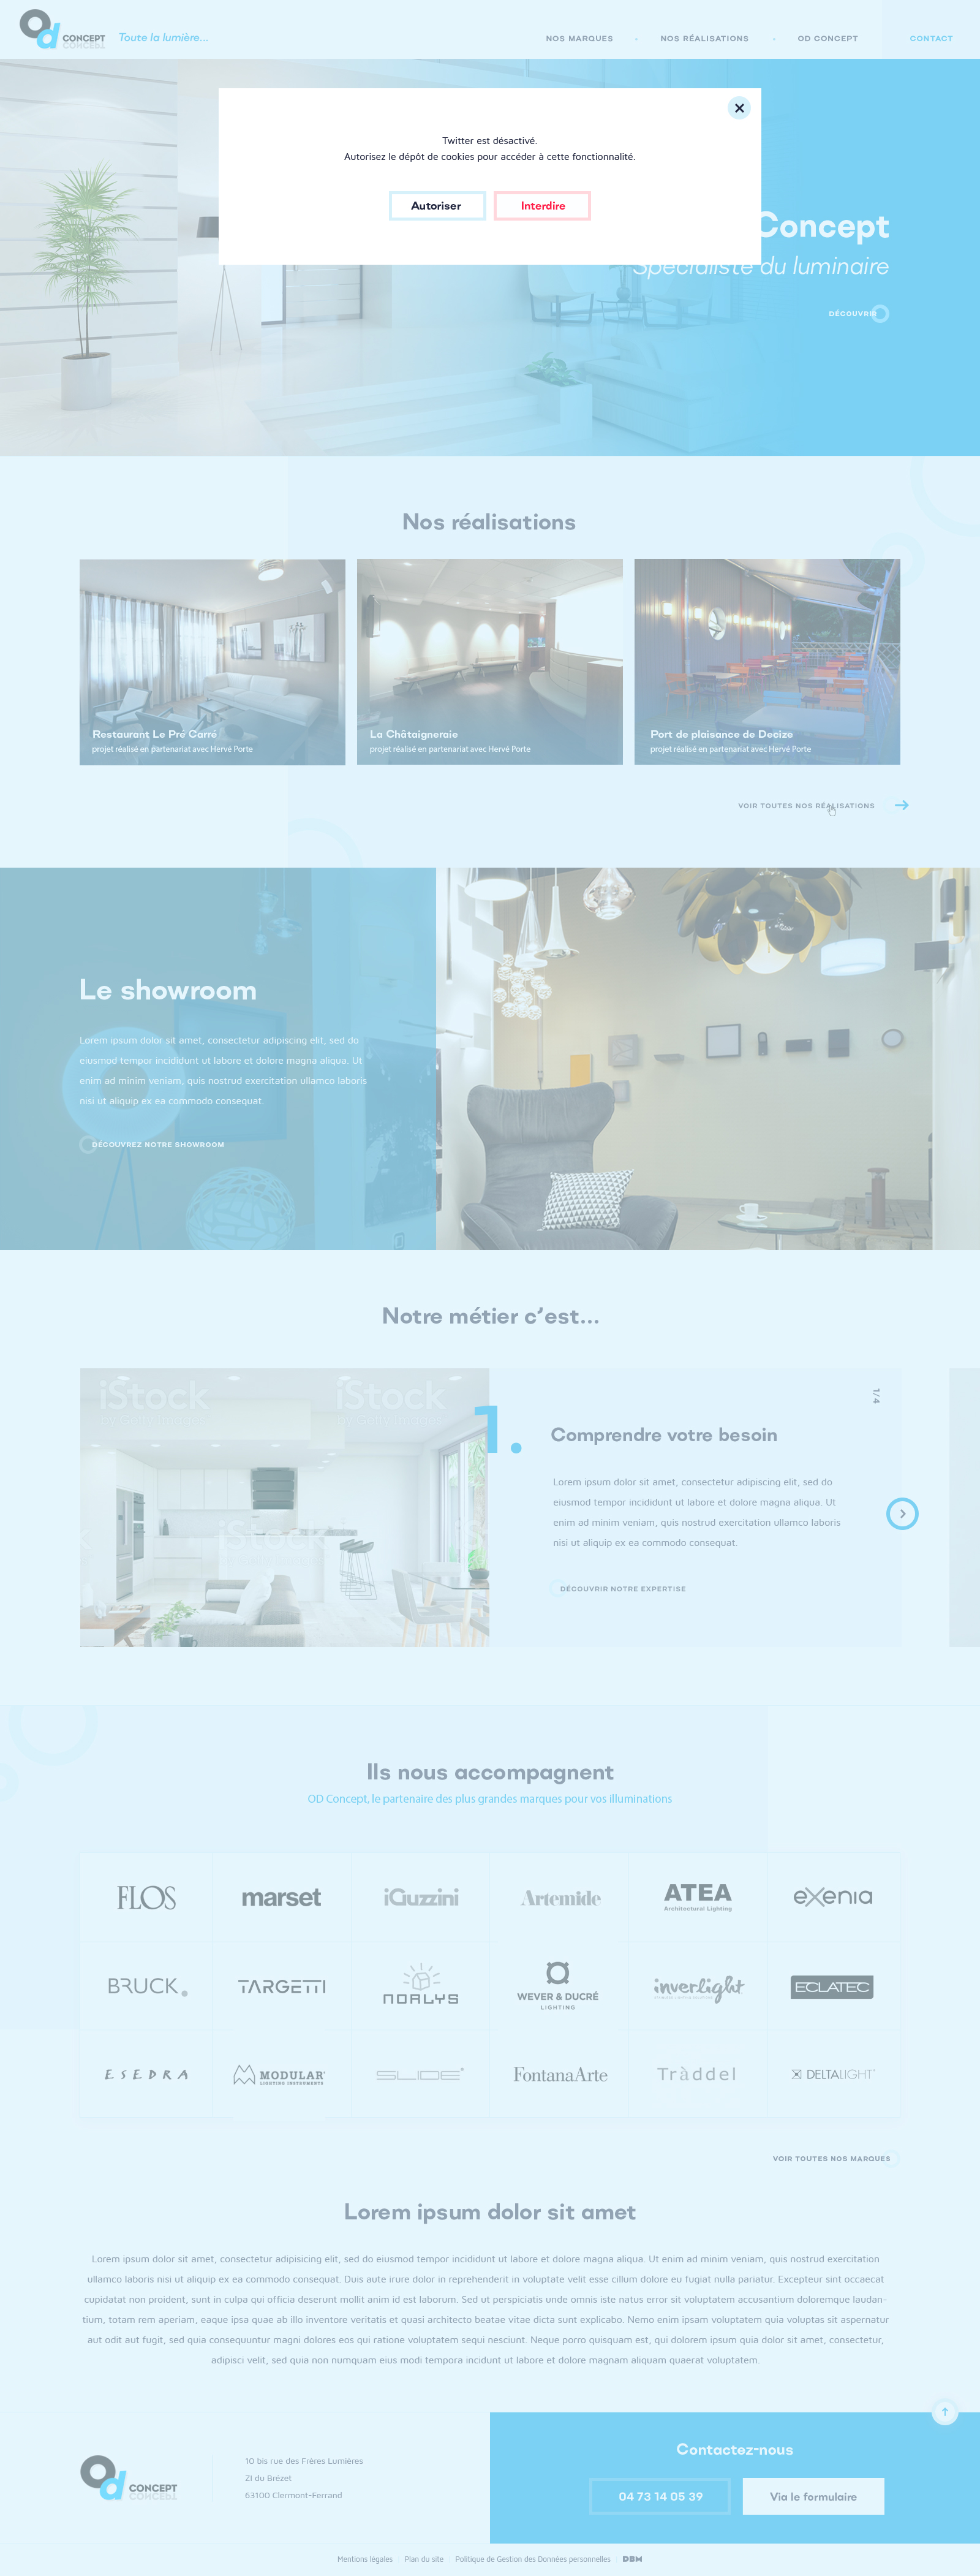 Od CONCEPT
Toute la lumière...
NOS MARQUES
NOS RÉALISATIONS
OD CONCEPT
CONTACT
Twitter est désactivé.
Autorisez le dépôt de cookies pour accéder à cette fonctionnalité.
Autoriser
Interdire
Concept
Spécialiste du luminaire
DÉCOUVRIR
Nos réalisations
Restaurant Le Pré Carré
projet réalisé en partenariat avec Hervé Porte
La Châtaigneraie
projet réalisé en partenariat avec Hervé Porte
Port de plaisance de Decize
projet réalisé en partenariat avec Hervé Porte
VOIR TOUTES NOS RÉALISATIONS
Le showroom
Lorem ipsum dolor sit amet, consectetur adipiscing elit, sed do
eiusmod tempor incididunt ut labore et dolore magna aliqua. Ut
enim ad minim veniam, quis nostrud exercitation ullamco laboris
nisi ut aliquip ex ea commodo consequat.
DÉCOUVREZ NOTRE SHOWROOM
Notre métier c’est...
iStock
by Getty Images
iStock
by Getty Images
iStock
1/4
1.
Comprendre votre besoin
Lorem ipsum dolor sit amet, consectetur adipiscing elit, sed do
eiusmod tempor incididunt ut labore et dolore magna aliqua. Ut
enim ad minim veniam, quis nostrud exercitation ullamco laboris
nisi ut aliquip ex ea commodo consequat.
DÉCOUVRIR NOTRE EXPERTISE
Ils nous accompagnent
OD Concept, le partenaire des plus grandes marques pour vos illuminations
FLOS
marset
iGuzzini
Artemide
ATEA
Architectural Lighting
exenia
BRUCK
TARGETTI
NORLYS
WEVER & DUCRÉ
LIGHTING
inverlight
ECLATEC
ESEDRA
MODULAR
LIGHTING INSTRUMENTS
SLIDE
FontanaArte
Tràddel
DELTALIGHT
VOIR TOUTES NOS MARQUES
Lorem ipsum dolor sit amet
Lorem ipsum dolor sit amet, consectetur adipisicing elit, sed do eiusmod tempor incididunt ut labore et dolore magna aliqua. Ut enim ad minim veniam, quis nostrud exercitation
ullamco laboris nisi ut aliquip ex ea commodo consequat. Duis aute irure dolor in reprehenderit in voluptate velit esse cillum dolore eu fugiat nulla pariatur. Excepteur sint occaecat
cupidatat non proident, sunt in culpa qui officia deserunt mollit anim id est laborum. Sed ut perspiciatis unde omnis iste natus error sit voluptatem accusantium doloremque laudan-
tium, totam rem aperiam, eaque ipsa quae ab illo inventore veritatis et quasi architecto beatae vitae dicta sunt explicabo. Nemo enim ipsam voluptatem quia voluptas sit aspernatur
aut odit aut fugit, sed quia consequuntur magni dolores eos qui ratione voluptatem sequi nesciunt. Neque porro quisquam est, qui dolorem ipsum quia dolor sit amet, consectetur,
adipisci velit, sed quia non numquam eius modi tempora incidunt ut labore et dolore magnam aliquam quaerat voluptatem.
Od CONCEPT
10 bis rue des Frères Lumières
ZI du Brézet
63100 Clermont-Ferrand
Contactez-nous
04 73 14 05 39
Via le formulaire
Mentions légales
Plan du site
Politique de Gestion des Données personnelles